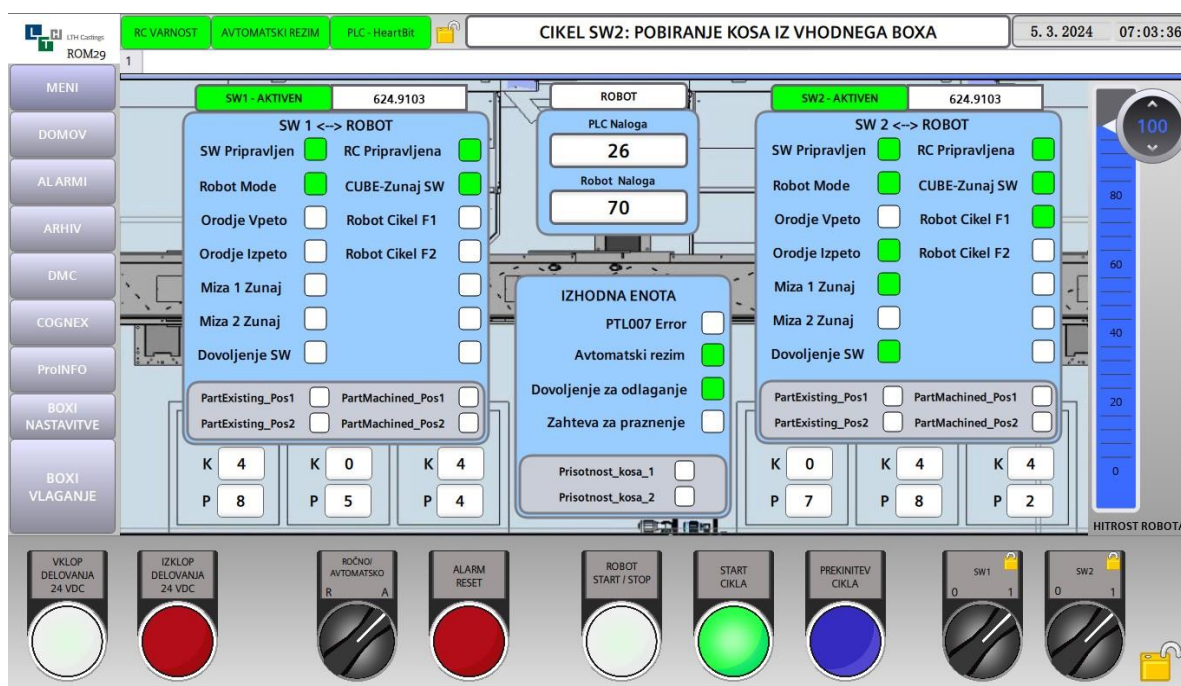 LTH Castings
ROM29
RC VARNOST
AVTOMATSKI REZIM
PLC - HeartBit
CIKEL SW2: POBIRANJE KOSA IZ VHODNEGA BOXA
5. 3. 2024 07:03:36
1
MENI
DOMOV
ALARMI
ARHIV
DMC
COGNEX
ProINFO
BOXI
NASTAVITVE
BOXI
VLAGANJE
SW1 - AKTIVEN 624.9103
SW 1 <--> ROBOT
SW Pripravljen RC Pripravljena
Robot Mode CUBE-Zunaj SW
Orodje Vpeto Robot Cikel F1
Orodje Izpeto Robot Cikel F2
Miza 1 Zunaj
Miza 2 Zunaj
Dovoljenje SW
PartExisting_Pos1 PartMachined_Pos1
PartExisting_Pos2 PartMachined_Pos2
K 4 K 0 K 4
P 8 P 5 P 4
ROBOT
PLC Naloga
26
Robot Naloga
70
IZHODNA ENOTA
PTL007 Error
Avtomatski rezim
Dovoljenje za odlaganje
Zahteva za praznenje
Prisotnost_kosa_1
Prisotnost_kosa_2
SW2 - AKTIVEN 624.9103
SW 2 <--> ROBOT
SW Pripravljen RC Pripravljena
Robot Mode CUBE-Zunaj SW
Orodje Vpeto Robot Cikel F1
Orodje Izpeto Robot Cikel F2
Miza 1 Zunaj
Miza 2 Zunaj
Dovoljenje SW
PartExisting_Pos1 PartMachined_Pos1
PartExisting_Pos2 PartMachined_Pos2
K 0 K 4 K 4
P 7 P 8 P 2
100
80
60
40
20
0
HITROST ROBOTA
VKLOP
DELOVANJA
24 VDC
IZKLOP
DELOVANJA
24 VDC
ROČNO/
AVTOMATSKO
R A
ALARM
RESET
ROBOT
START / STOP
START
CIKLA
PREKINITEV
CIKLA
SW1
0 1
SW2
0 1